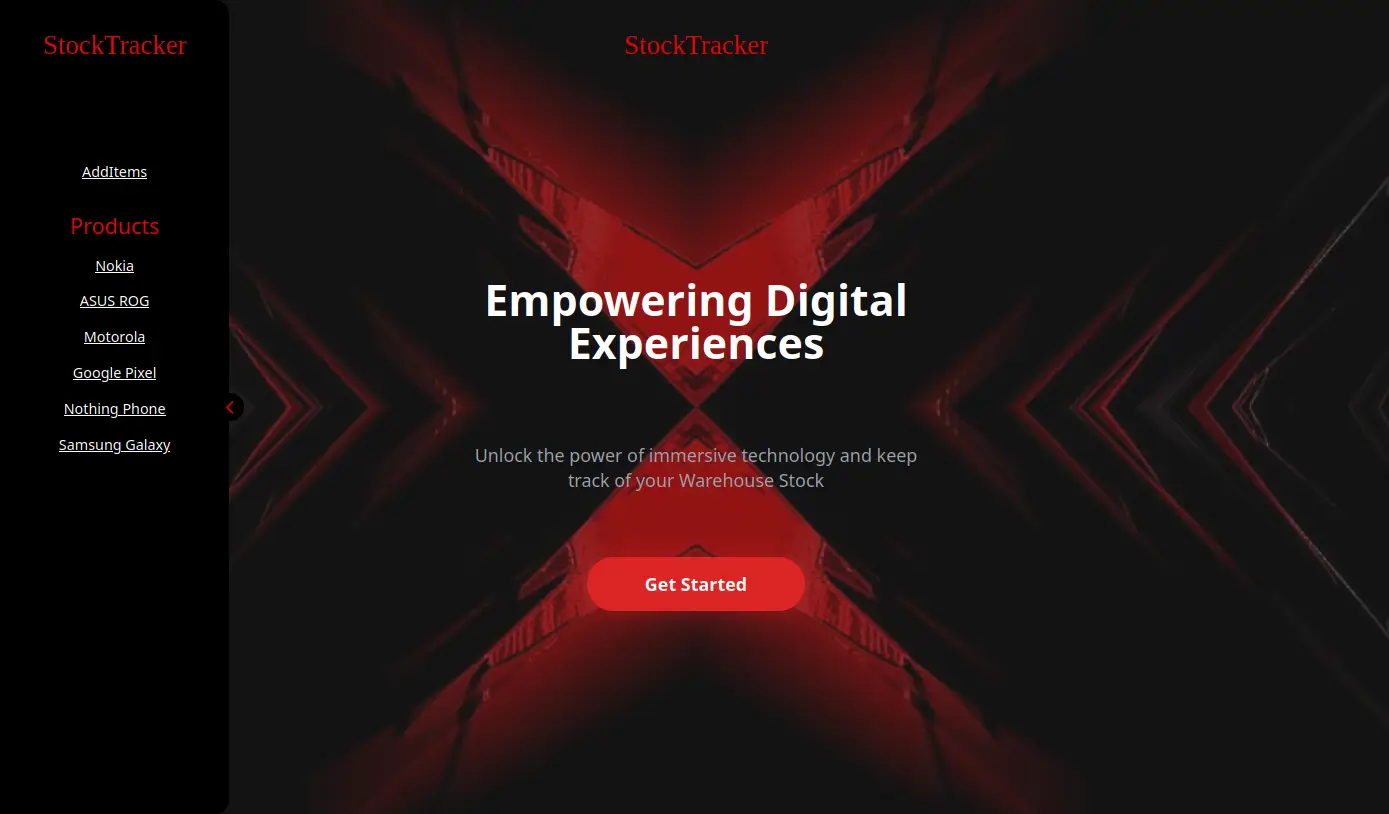 StockTracker
AddItems
Products
Nokia
ASUS ROG
Motorola
Google Pixel
Nothing Phone
Samsung Galaxy
StockTracker
Empowering Digital
Experiences
Unlock the power of immersive technology and keep
track of your Warehouse Stock
Get Started